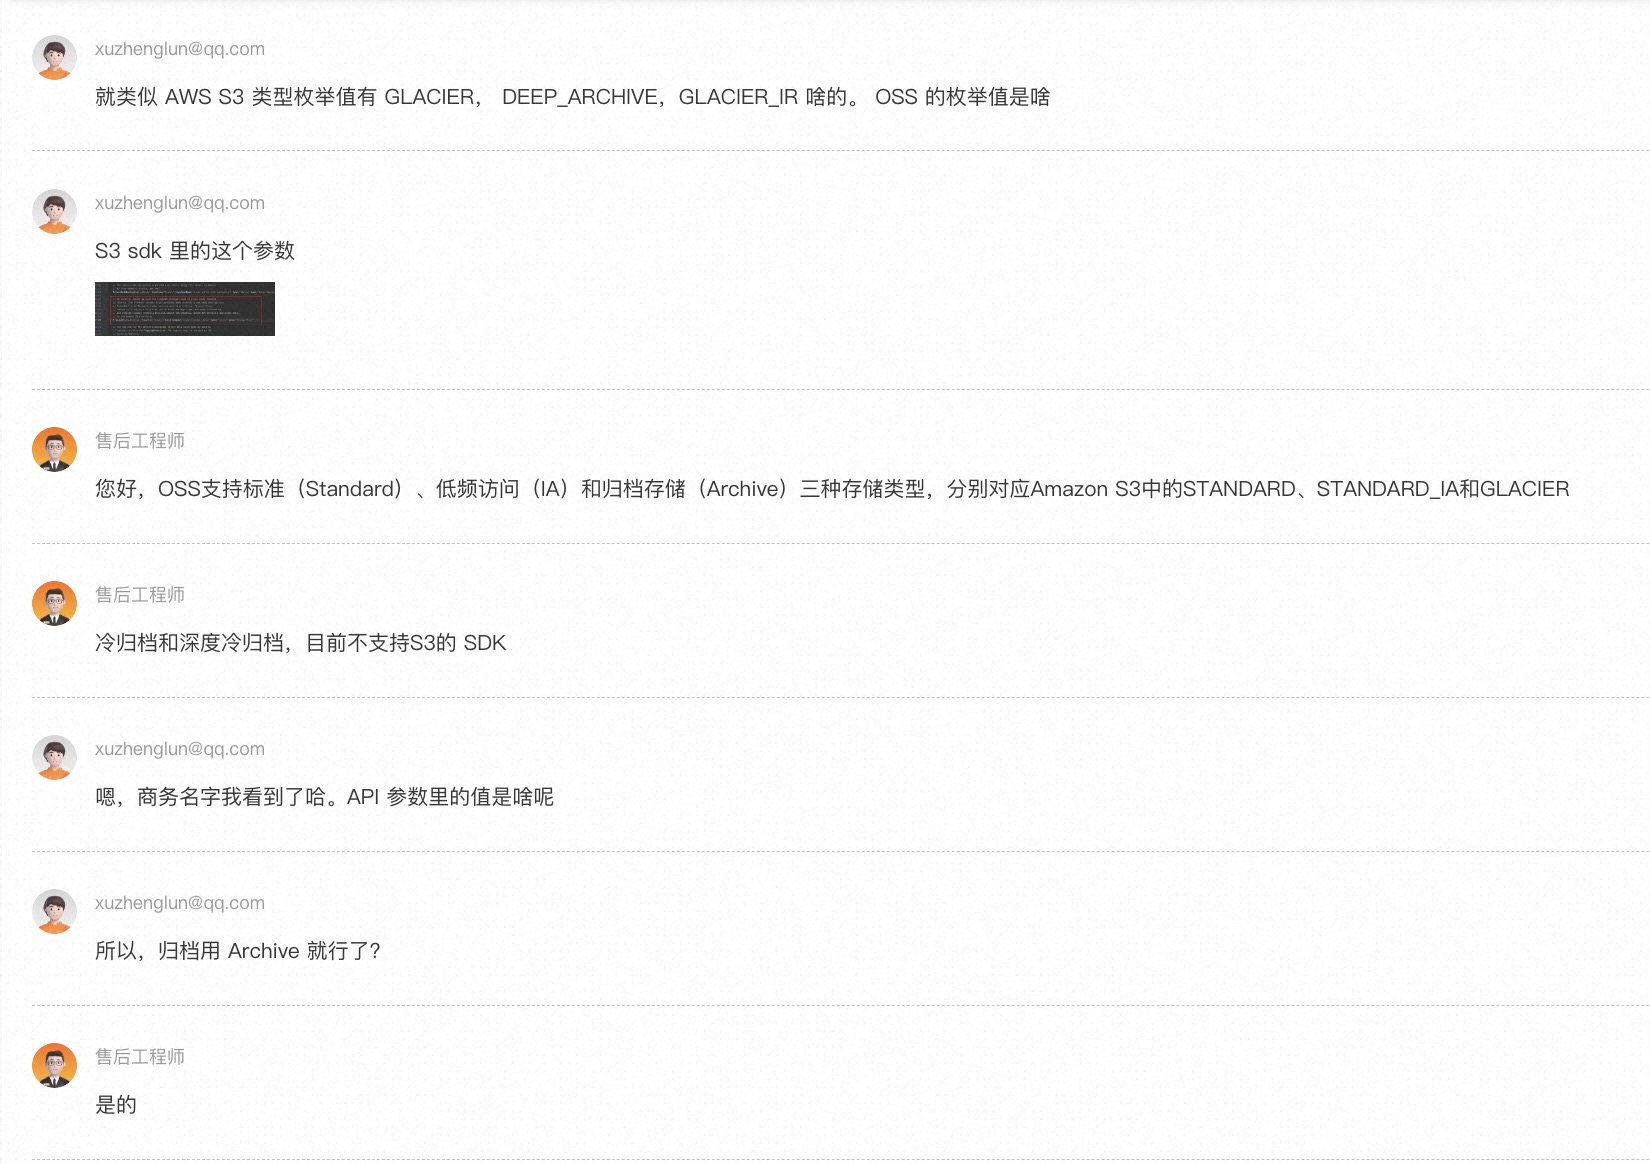 xuzhenglun@qq.com
就类似 AWS S3 类型枚举值有 GLACIER， DEEP_ARCHIVE，GLACIER_IR 啥的。 OSS 的枚举值是啥
xuzhenglun@qq.com
S3 sdk 里的这个参数
售后工程师
您好，OSS支持标准（Standard）、低频访问（IA）和归档存储（Archive）三种存储类型，分别对应Amazon S3中的STANDARD、STANDARD_IA和GLACIER
售后工程师
冷归档和深度冷归档，目前不支持S3的 SDK
xuzhenglun@qq.com
嗯，商务名字我看到了哈。API 参数里的值是啥呢
xuzhenglun@qq.com
所以，归档用 Archive 就行了？
售后工程师
是的